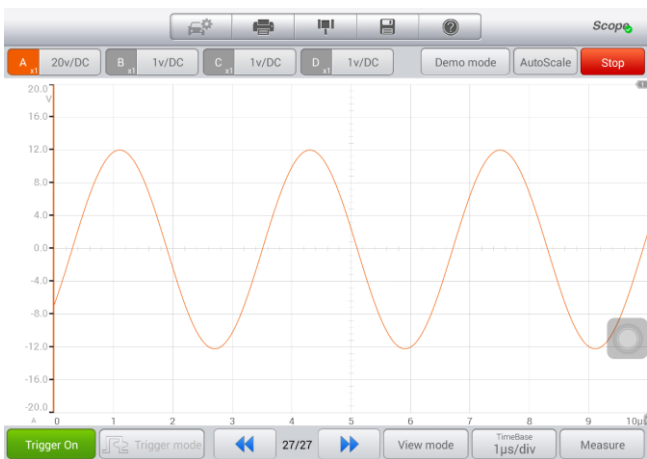 Scope
A x1 20v/DC B x1 1v/DC C x1 1v/DC D x1 1v/DC Demo mode AutoScale Stop
20.0
V
16.0
12.0
8.0
4.0
0.0
-4.0
-8.0
-12.0
-16.0
-20.0
A 0 1 2 3 4 5 6 7 8 9 10µ
Trigger On Trigger mode 27/27 View mode TimeBase Measure
1µs/div